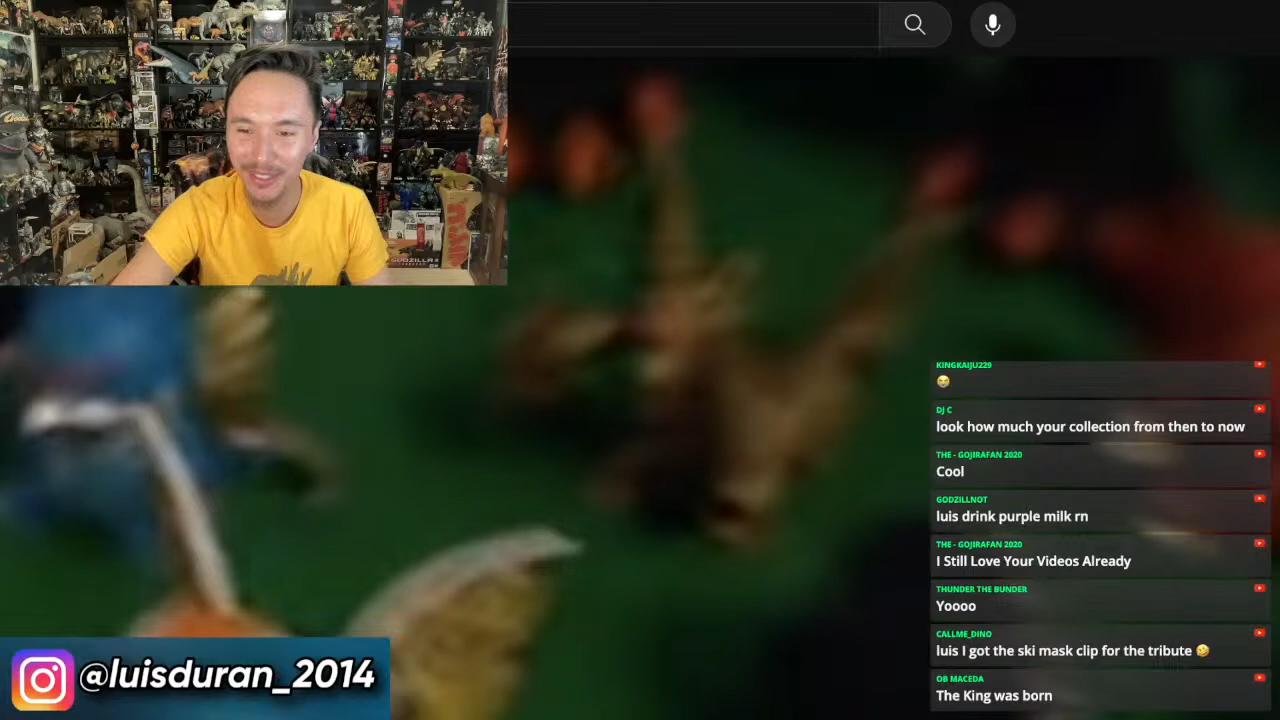 GODZILLA
KINGKAIJU229
😭
DJ C
look how much your collection from then to now
THE - GOJIRAFAN 2020
Cool
GODZILLNOT
luis drink purple milk rn
THE - GOJIRAFAN 2020
I Still Love Your Videos Already
THUNDER THE BUNDER
Yoooo
CALLME_DINO
luis I got the ski mask clip for the tribute 🤣
OB MACEDA
The King was born
@luisduran_2014